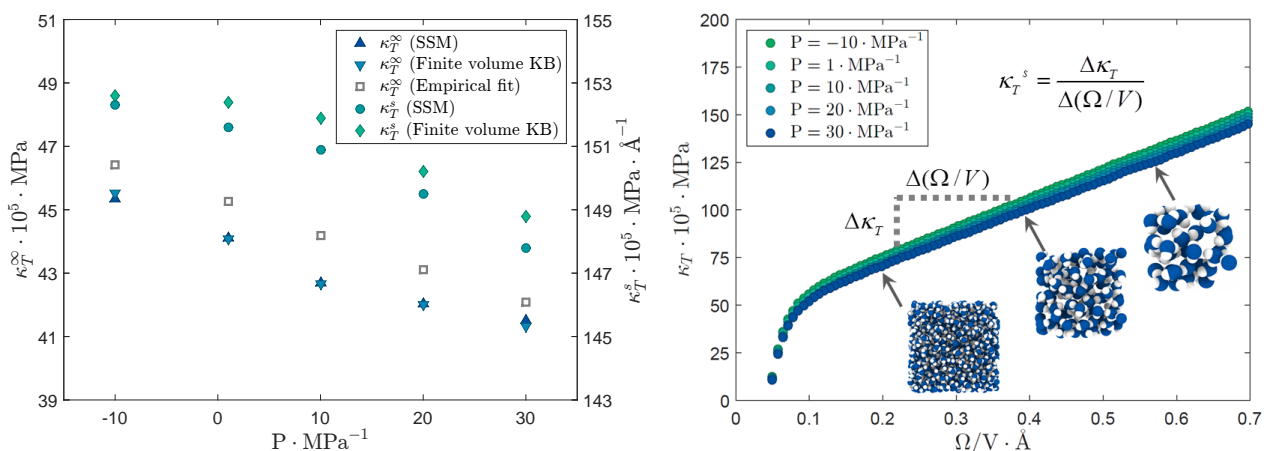 51
49
47
45
43
41
39
κ_T^∞ · 10^5 · MPa
-10
0
10
20
30
P · MPa^−1
155
153
151
149
147
145
143
κ_T^s · 10^5 · MPa · Å^−1
κ_T^∞ (SSM)
κ_T^∞ (Finite volume KB)
κ_T^∞ (Empirical fit)
κ_T^s (SSM)
κ_T^s (Finite volume KB)
200
175
150
125
100
75
50
25
0
κ_T · 10^5 · MPa
P = −10 · MPa^−1
P = 1 · MPa^−1
P = 10 · MPa^−1
P = 20 · MPa^−1
P = 30 · MPa^−1
κ_T^s = Δκ_T / Δ(Ω/V)
Δ(Ω/V)
Δκ_T
0
0.1
0.2
0.3
0.4
0.5
0.6
0.7
Ω/V · Å